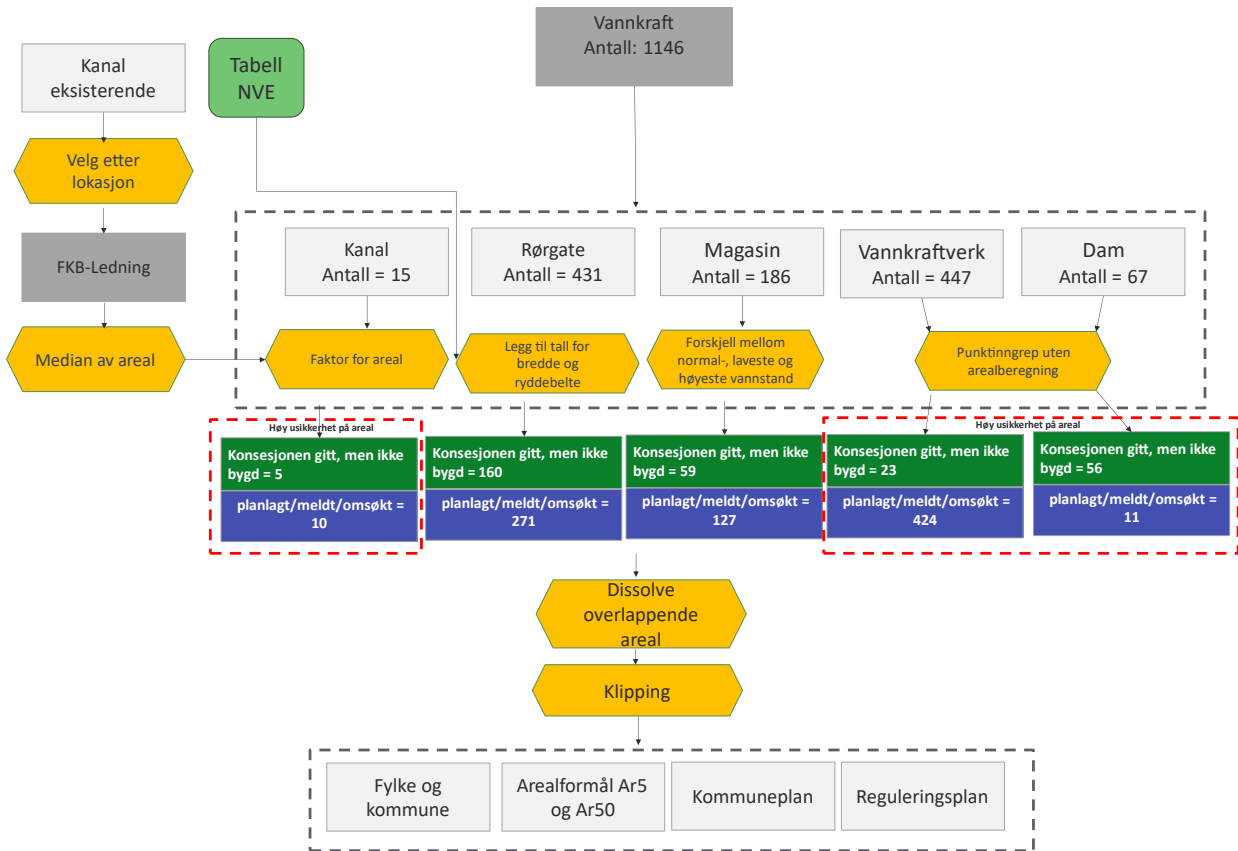 Vannkraft
Antall: 1146
Kanal
eksisterende
Tabell
NVE
Velg etter
lokasjon
FKB-Ledning
Median av areal
Kanal
Antall = 15
Rørgate
Antall = 431
Magasin
Antall = 186
Vannkraftverk
Antall = 447
Dam
Antall = 67
Faktor for areal
Legg til tall for
bredde og
ryddebelte
Forskjell mellom
normal-, laveste og
høyeste vannstand
Punktinngrep uten
arealberegning
Høy usikkerhet på areal
Høy usikkerhet på areal
Konsesjonen gitt, men ikke
bygd = 5
planlagt/meldt/omsøkt =
10
Konsesjonen gitt, men ikke
bygd = 160
planlagt/meldt/omsøkt =
271
Konsesjonen gitt, men ikke
bygd = 59
planlagt/meldt/omsøkt =
127
Konsesjonen gitt, men ikke
bygd = 23
planlagt/meldt/omsøkt =
424
Konsesjonen gitt, men ikke
bygd = 56
planlagt/meldt/omsøkt =
11
Dissolve
overlappende
areal
Klipping
Fylke og
kommune
Arealformål Ar5
og Ar50
Kommuneplan
Reguleringsplan